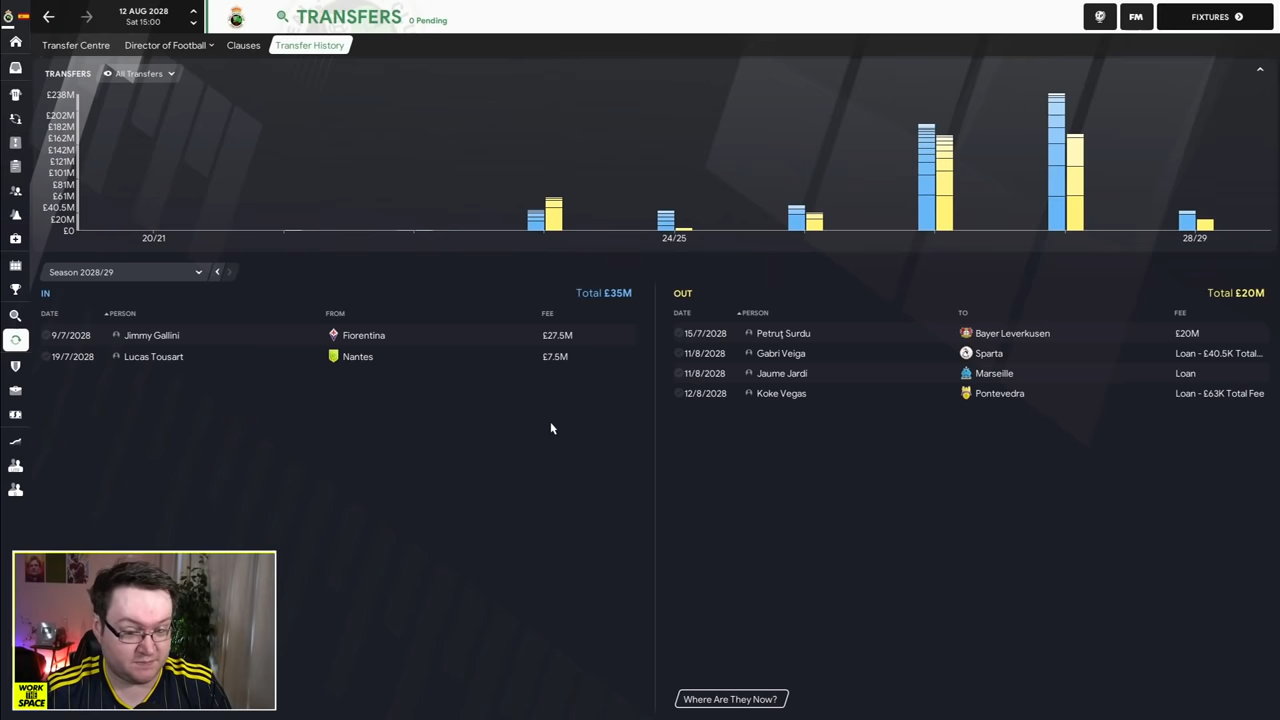 12 AUG 2028
Sat 15:00
TRANSFERS
0 Pending
FM
FIXTURES
Transfer Centre
Director of Football
Clauses
Transfer History
TRANSFERS
All Transfers
£238M
£202M
£182M
£162M
£142M
£121M
£101M
£81M
£61M
£40.5M
£20M
£0
20/21
24/25
28/29
Season 2028/29
IN
Total £35M
DATE PERSON FROM FEE
9/7/2028 Jimmy Gallini Fiorentina £27.5M
19/7/2028 Lucas Tousart Nantes £7.5M
OUT
Total £20M
DATE PERSON TO FEE
15/7/2028 Petruț Surdu Bayer Leverkusen £20M
11/8/2028 Gabri Veiga Sparta Loan - £40.5K Total...
11/8/2028 Jaume Jardí Marseille Loan
12/8/2028 Koke Vegas Pontevedra Loan - £63K Total Fee
Where Are They Now?
WORK
THE
SPACE